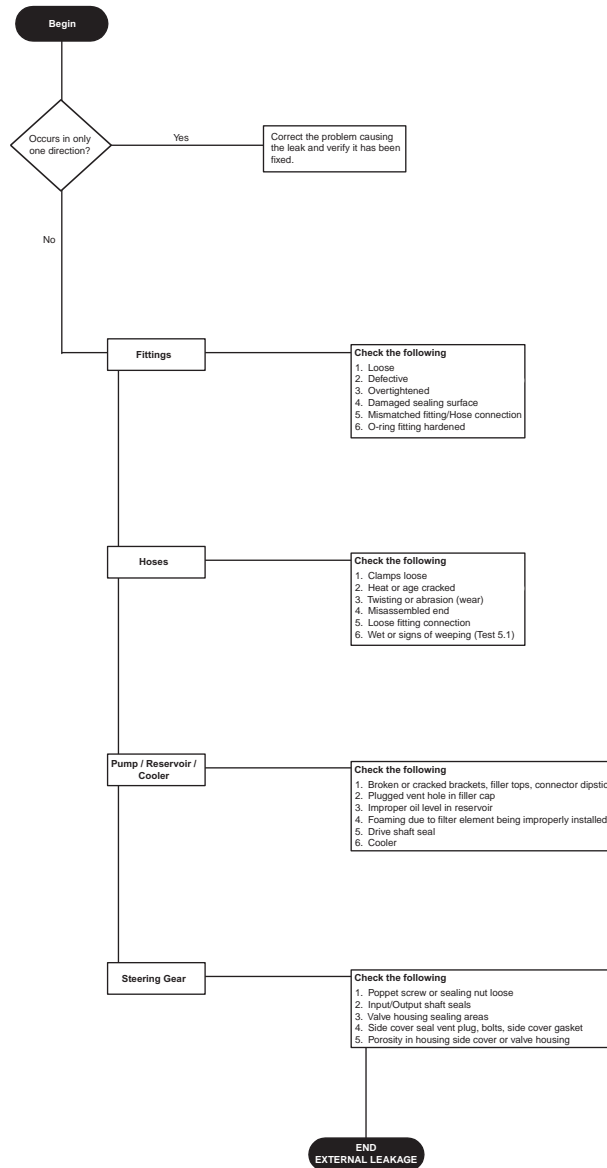 Begin
Occurs in only
one direction?
Yes
Correct the problem causing
the leak and verify it has been
fixed.
No
Fittings
Check the following
1. Loose
2. Defective
3. Overtightened
4. Damaged sealing surface
5. Mismatched fitting/Hose connection
6. O-ring fitting hardened
Hoses
Check the following
1. Clamps loose
2. Heat or age cracked
3. Twisting or abrasion (wear)
4. Misassembled end
5. Loose fitting connection
6. Wet or signs of weeping (Test 5.1)
Pump / Reservoir /
Cooler
Check the following
1. Broken or cracked brackets, filler tops, connector dipstic
2. Plugged vent hole in filler cap
3. Improper oil level in reservoir
4. Foaming due to filter element being improperly installed
5. Drive shaft seal
6. Cooler
Steering Gear
Check the following
1. Poppet screw or sealing nut loose
2. Input/Output shaft seals
3. Valve housing sealing areas
4. Side cover seal vent plug, bolts, side cover gasket
5. Porosity in housing side cover or valve housing
END
EXTERNAL LEAKAGE